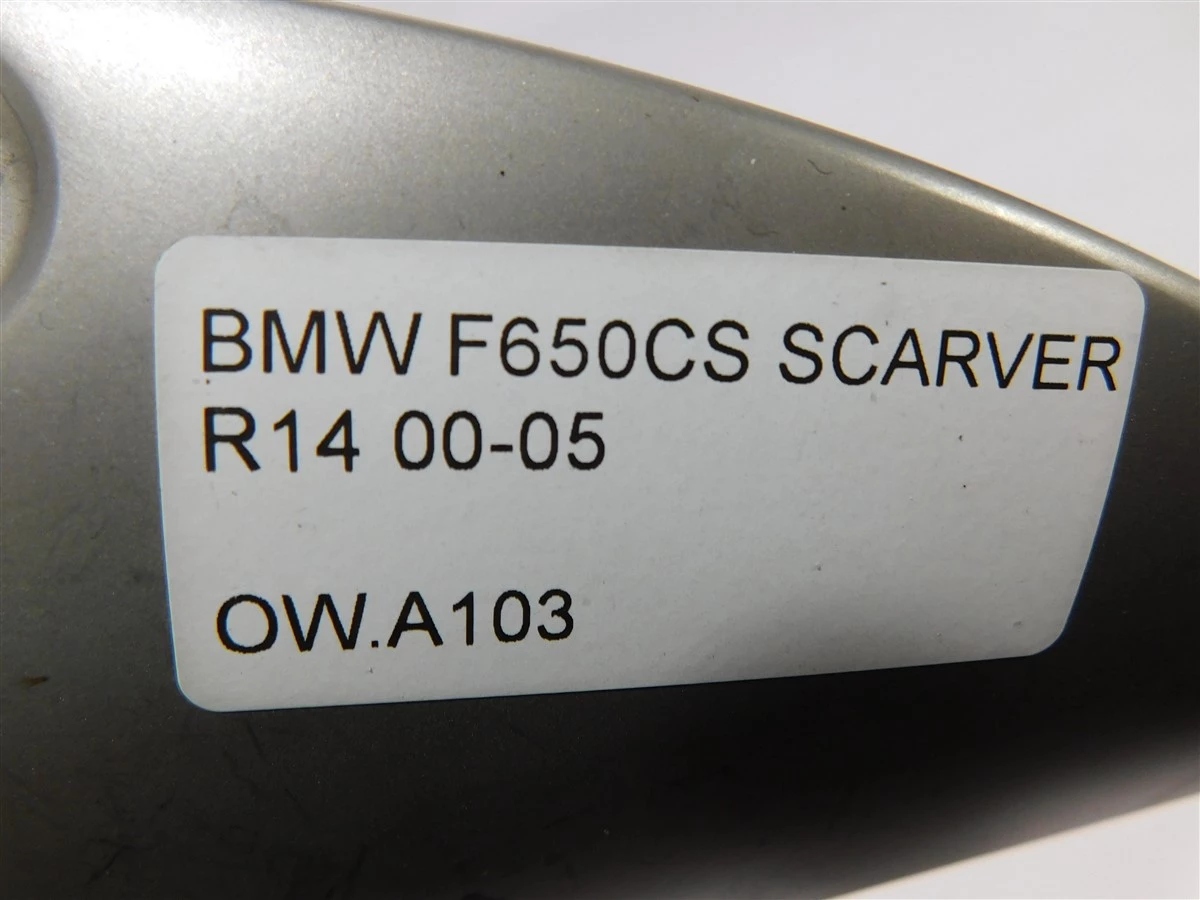 BMW F650CS SCARVER
R14 00-05
OW.A103